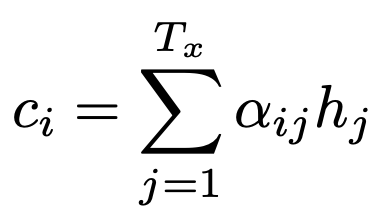 c_i = \sum_{j=1}^{T_x} \alpha_{ij} h_j